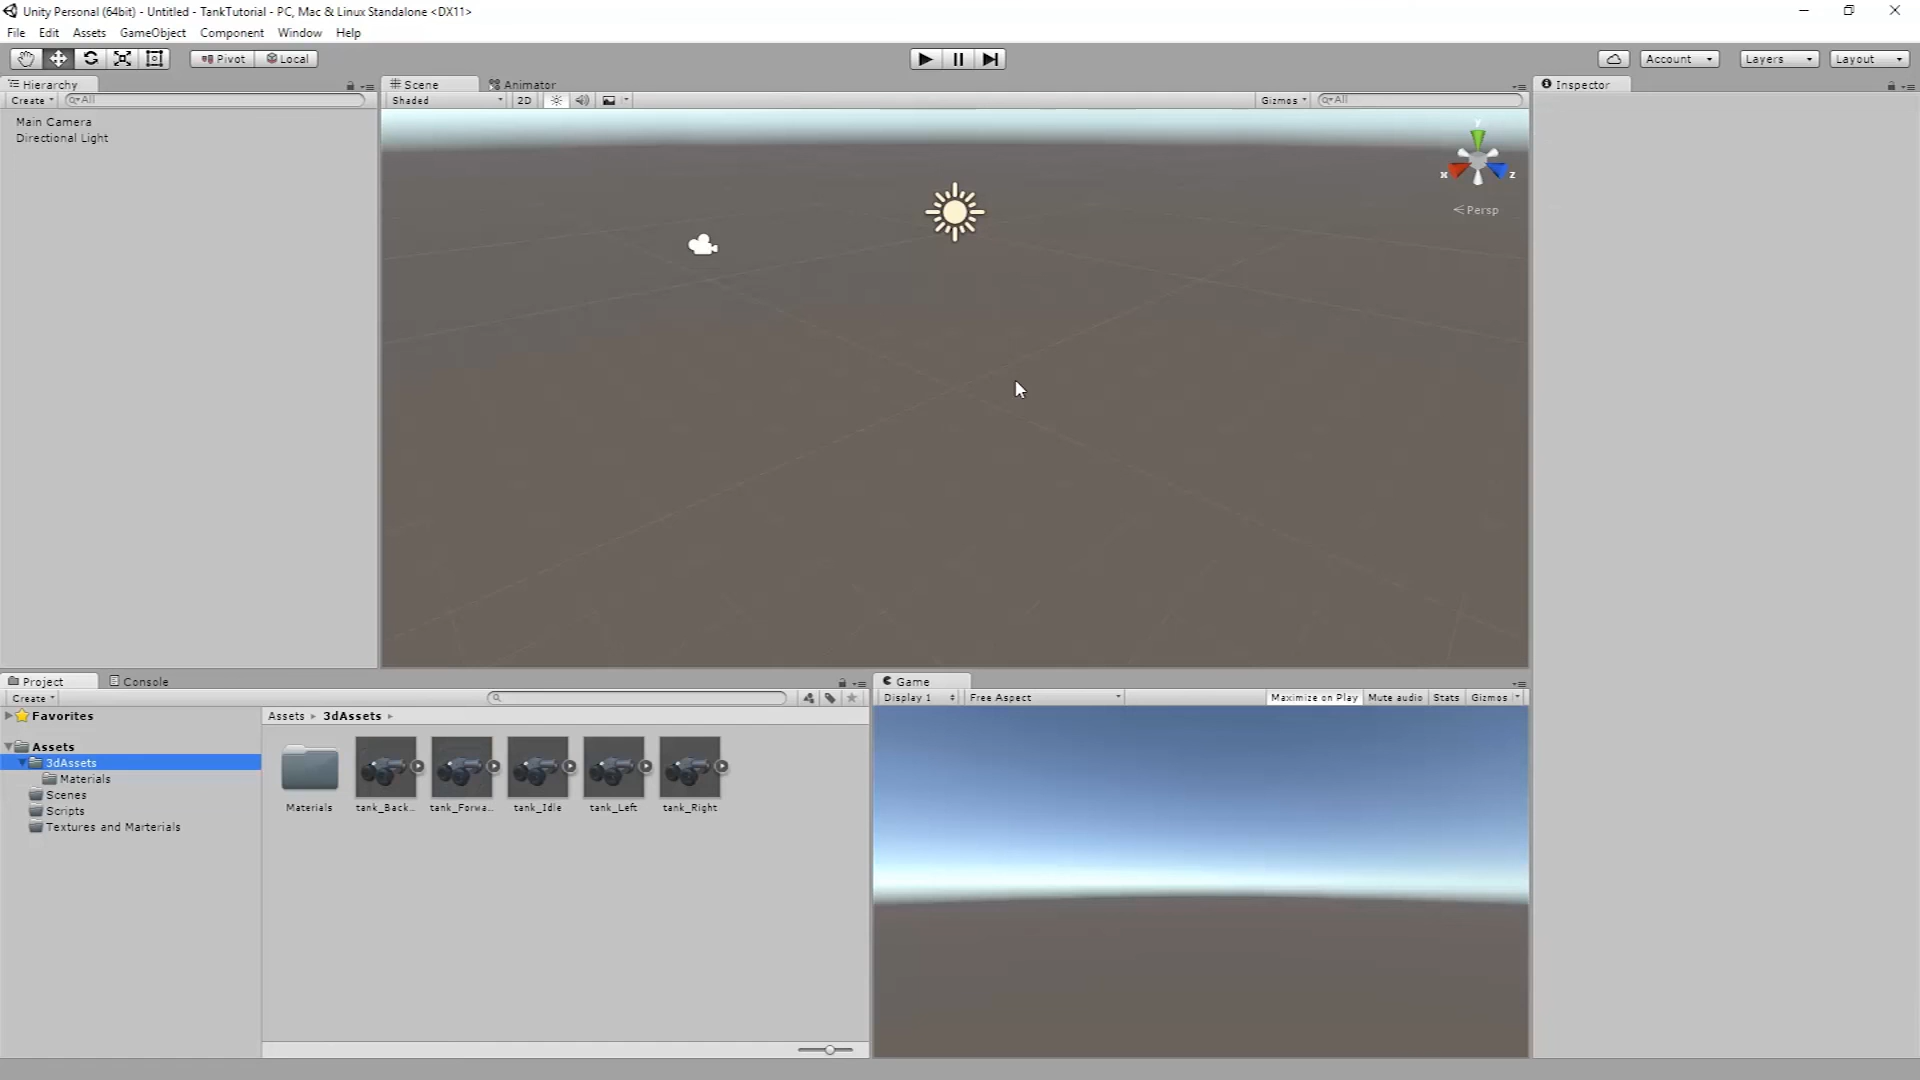 Unity Personal (64bit) - Untitled - TankTutorial - PC, Mac & Linux Standalone <DX11>
File Edit Assets GameObject Component Window Help
Pivot Local
Account Layers Layout
Hierarchy
Create All
Main Camera
Directional Light
Scene Animator
Shaded 2D Gizmos All
y
x z
Persp
Inspector
Project Console
Create
Favorites
Assets
3dAssets
Materials
Scenes
Scripts
Textures and Marterials
Assets 3dAssets
Materials tank_Back... tank_Forwa... tank_Idle tank_Left tank_Right
Game
Display 1 Free Aspect Maximize on Play Mute audio Stats Gizmos